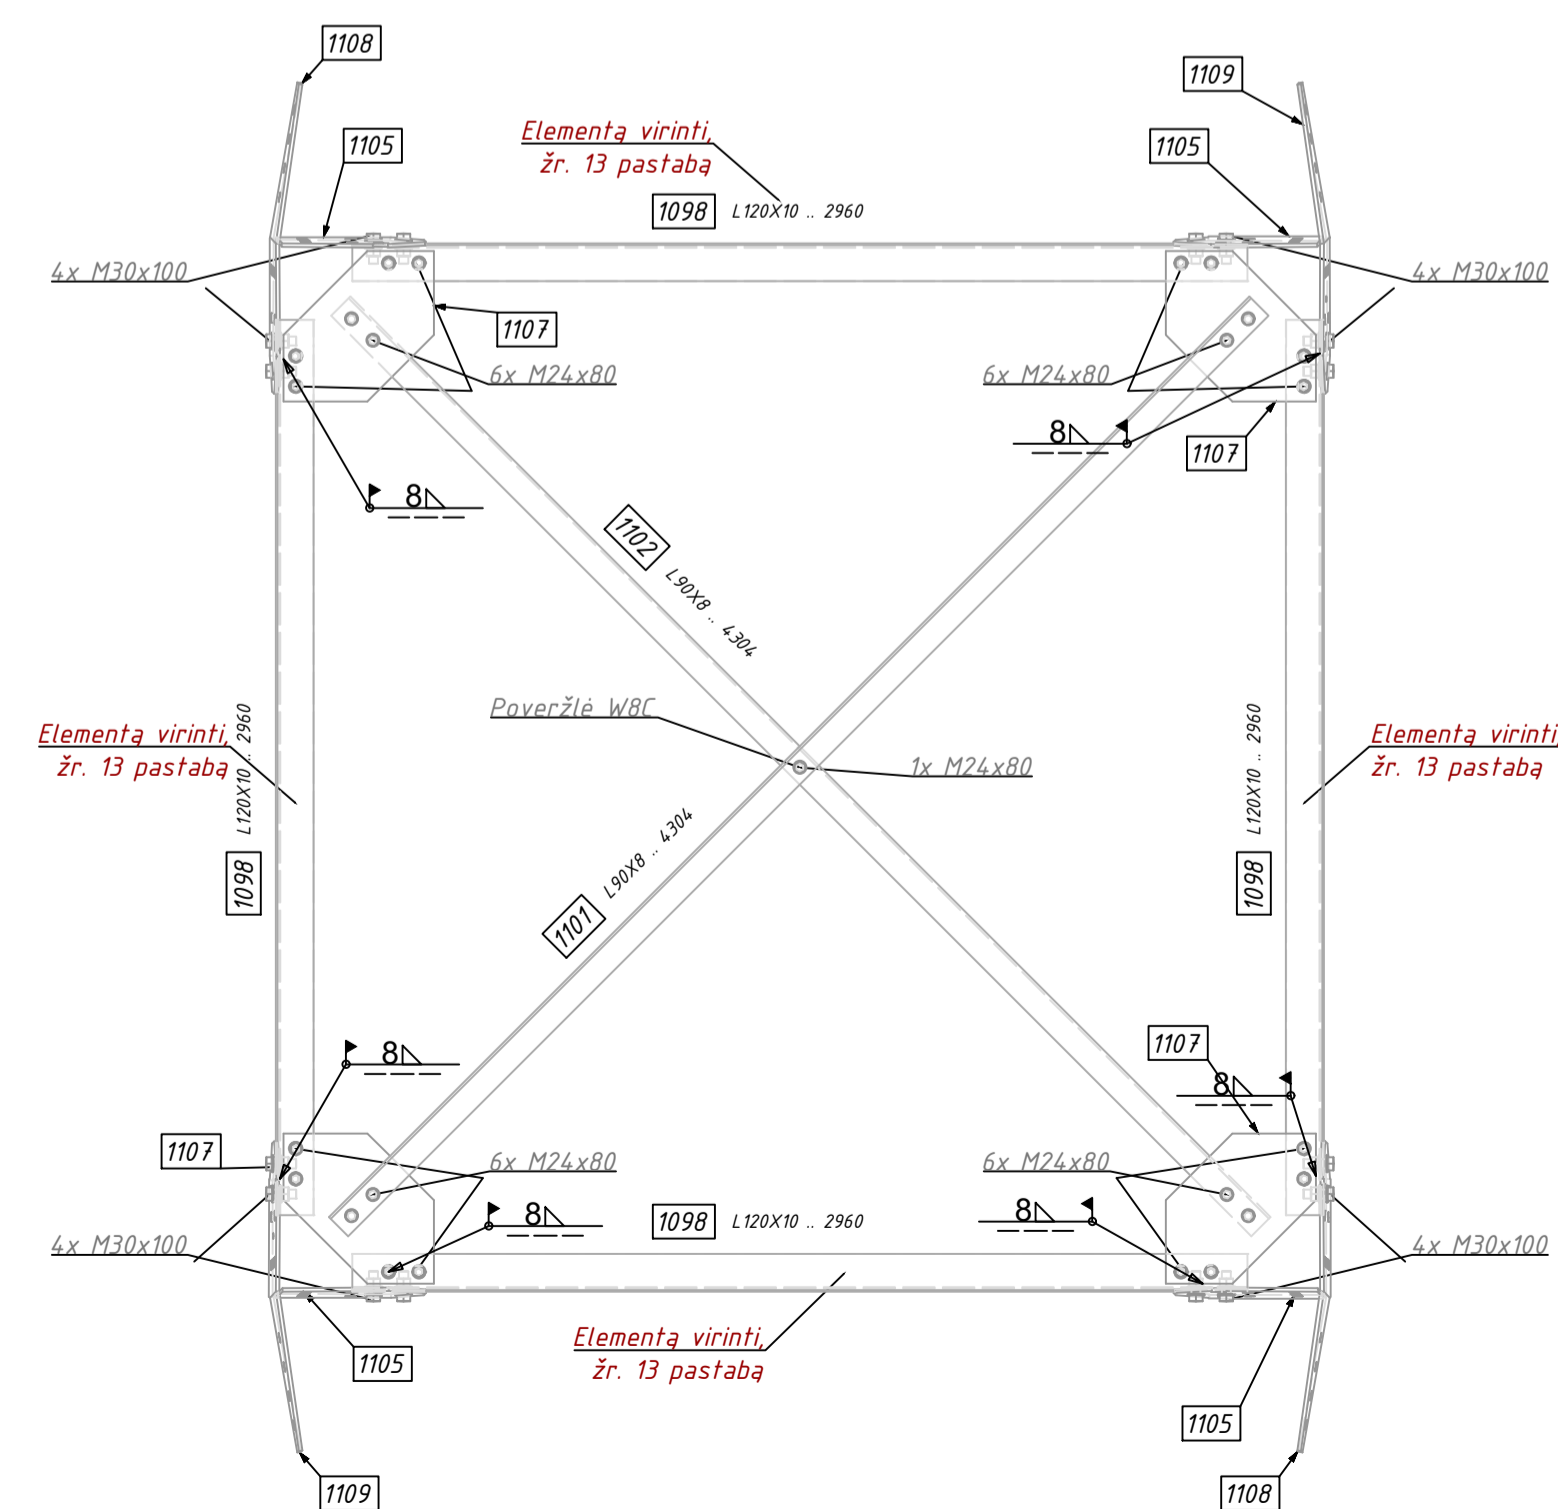 1108
1109
Elementą virinti,
žr. 13 pastabą
1105
1105
1098 L120X10 .. 2960
4x M30x100
4x M30x100
1107
6x M24x80
6x M24x80
8
1107
8
1102
L90X8 .. 4304
Poveržlė W8C
1x M24x80
Elementą virinti,
žr. 13 pastabą
1098 L120X10 .. 2960
Elementą virinti,
žr. 13 pastabą
1098 L120X10 .. 2960
1101 L90X8 .. 4304
8
1107
8
1107
6x M24x80
6x M24x80
8
8
1098 L120X10 .. 2960
4x M30x100
4x M30x100
Elementą virinti,
žr. 13 pastabą
1105
1105
1109
1108